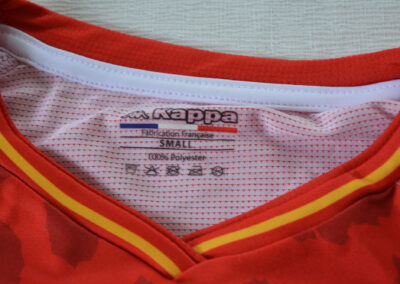 Kappa
Fabrication Française
SMALL
100% Polyester